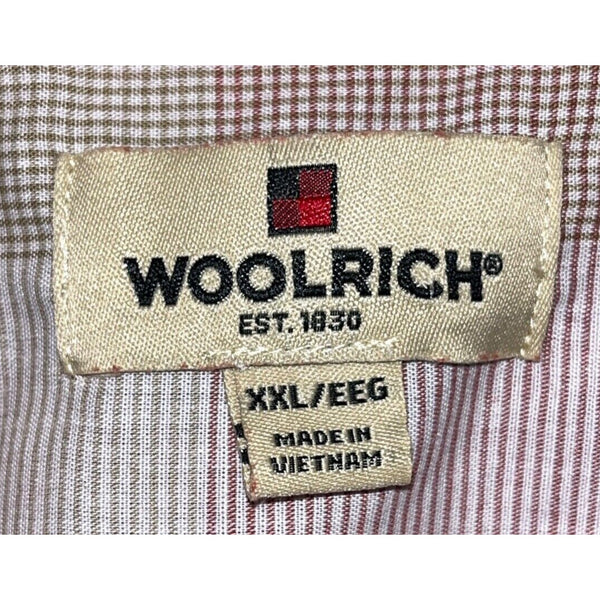 WOOLRICH®
EST. 1830
XXL/EEG
MADE IN
VIETNAM